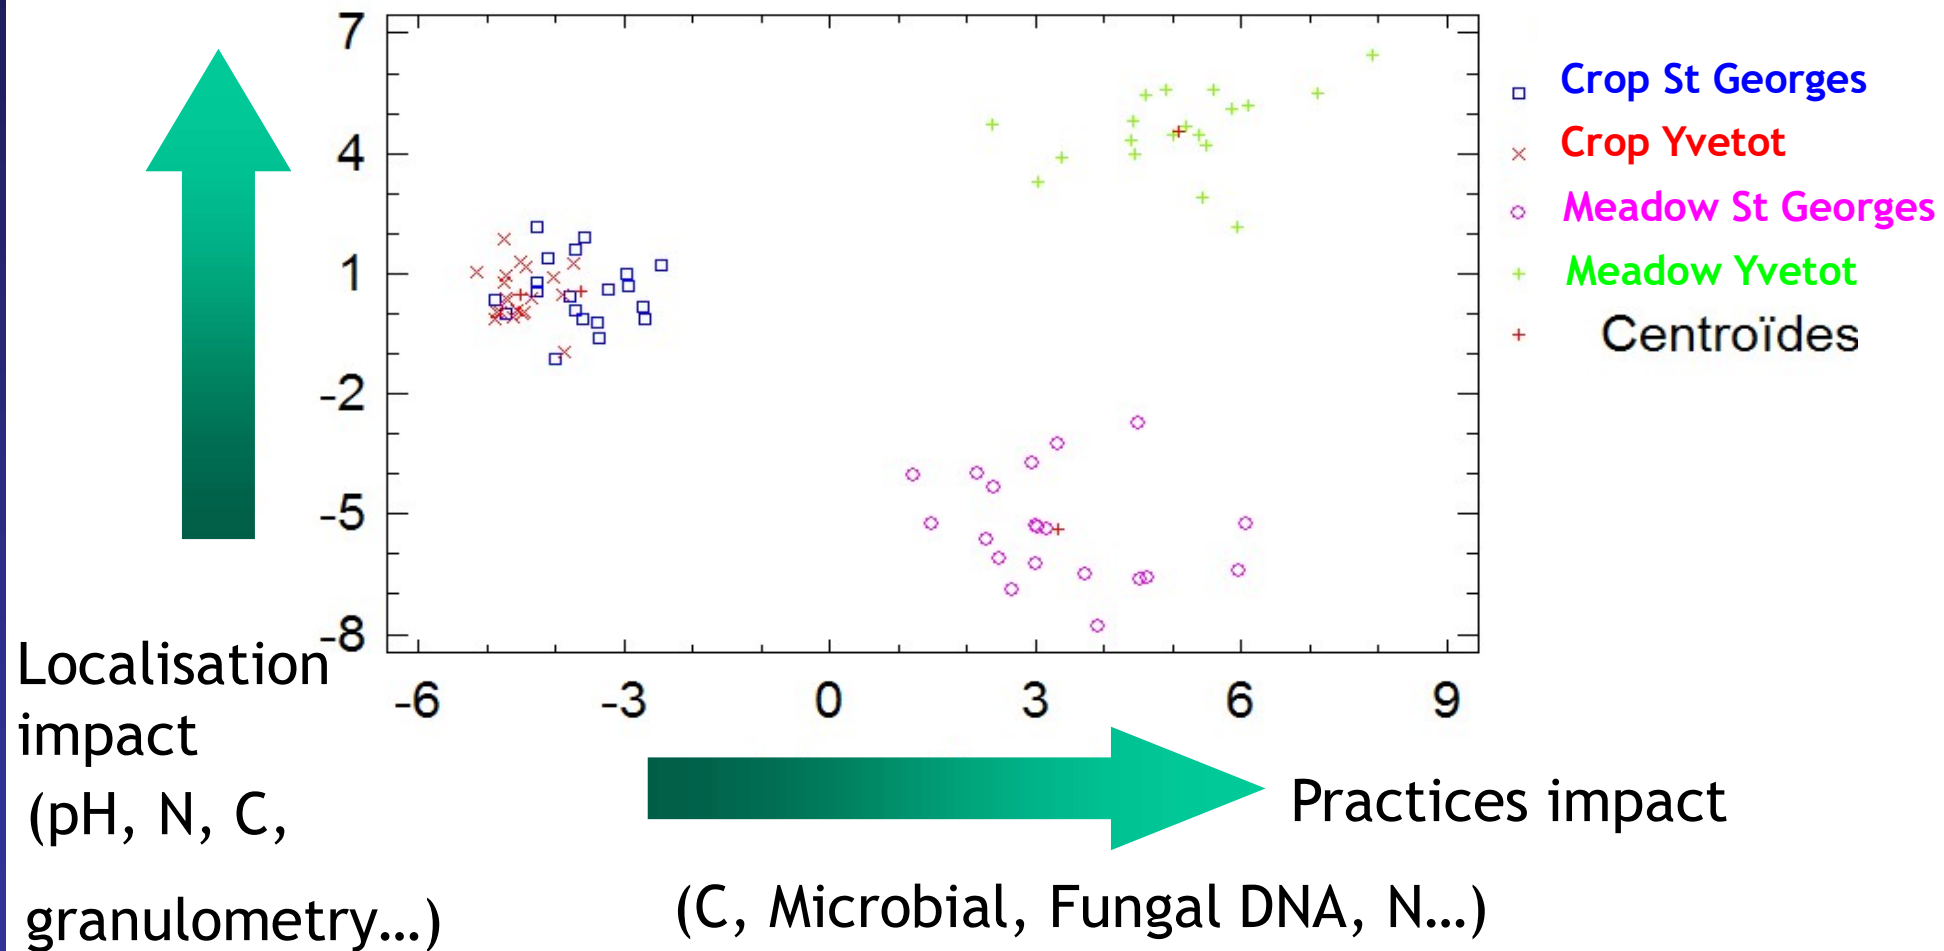 7
4
1
-2
-5
-8
-6 -3 0 3 6 9
Crop St Georges
Crop Yvetot
Meadow St Georges
Meadow Yvetot
Centroïdes
Localisation
impact
(pH, N, C,
granulometry…)
Practices impact
(C, Microbial, Fungal DNA, N…)